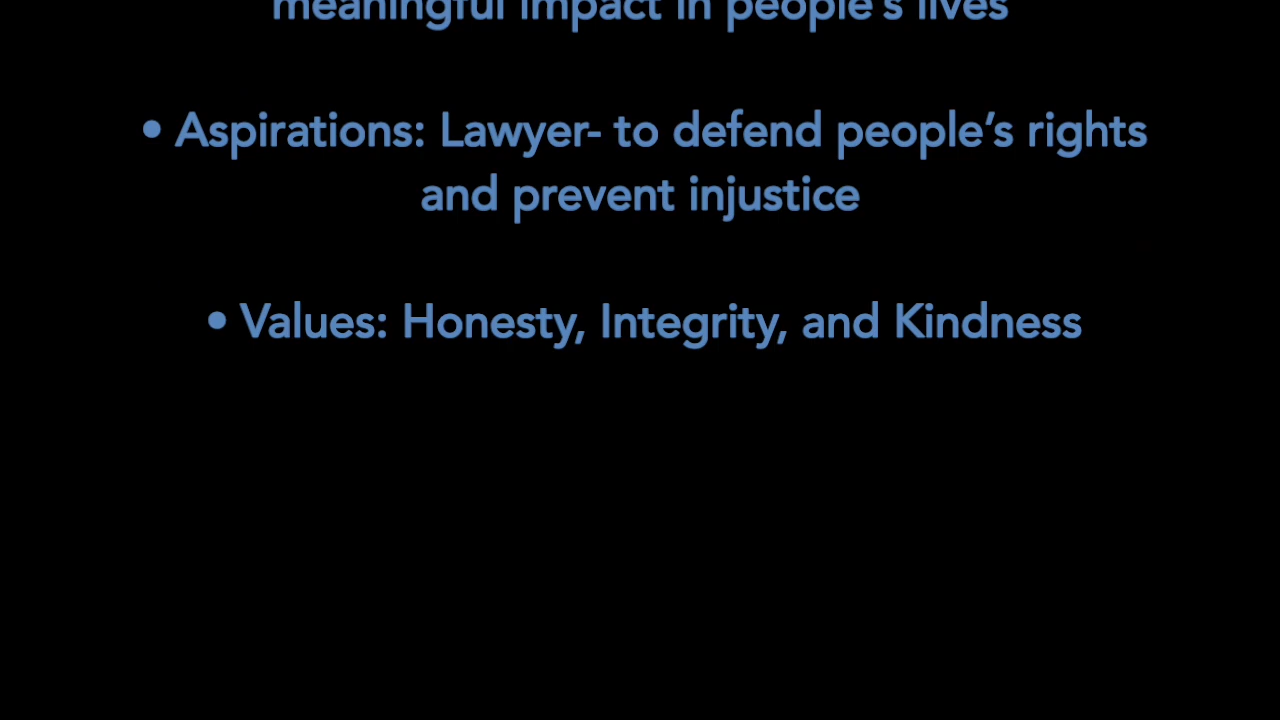 meaningful impact in people's lives
• Aspirations: Lawyer- to defend people’s rights
and prevent injustice
• Values: Honesty, Integrity, and Kindness